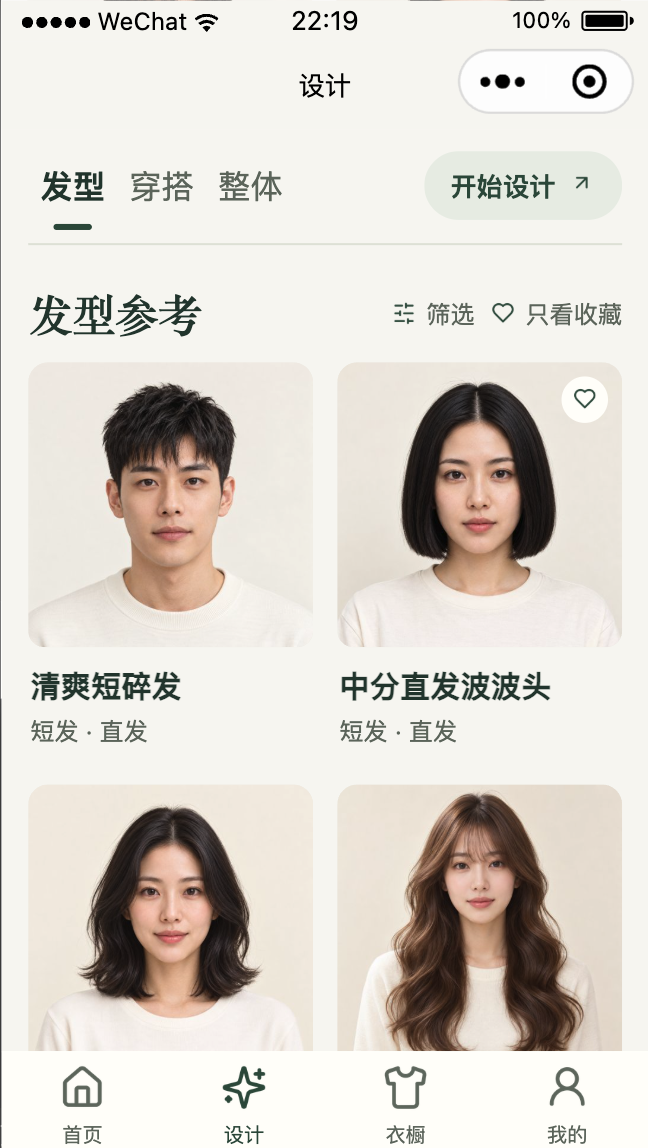 WeChat 22:19 100%
设计
发型 穿搭 整体 开始设计
发型参考 筛选 只看收藏
清爽短碎发 中分直发波波头
短发 · 直发 短发 · 直发
首页 设计 衣橱 我的